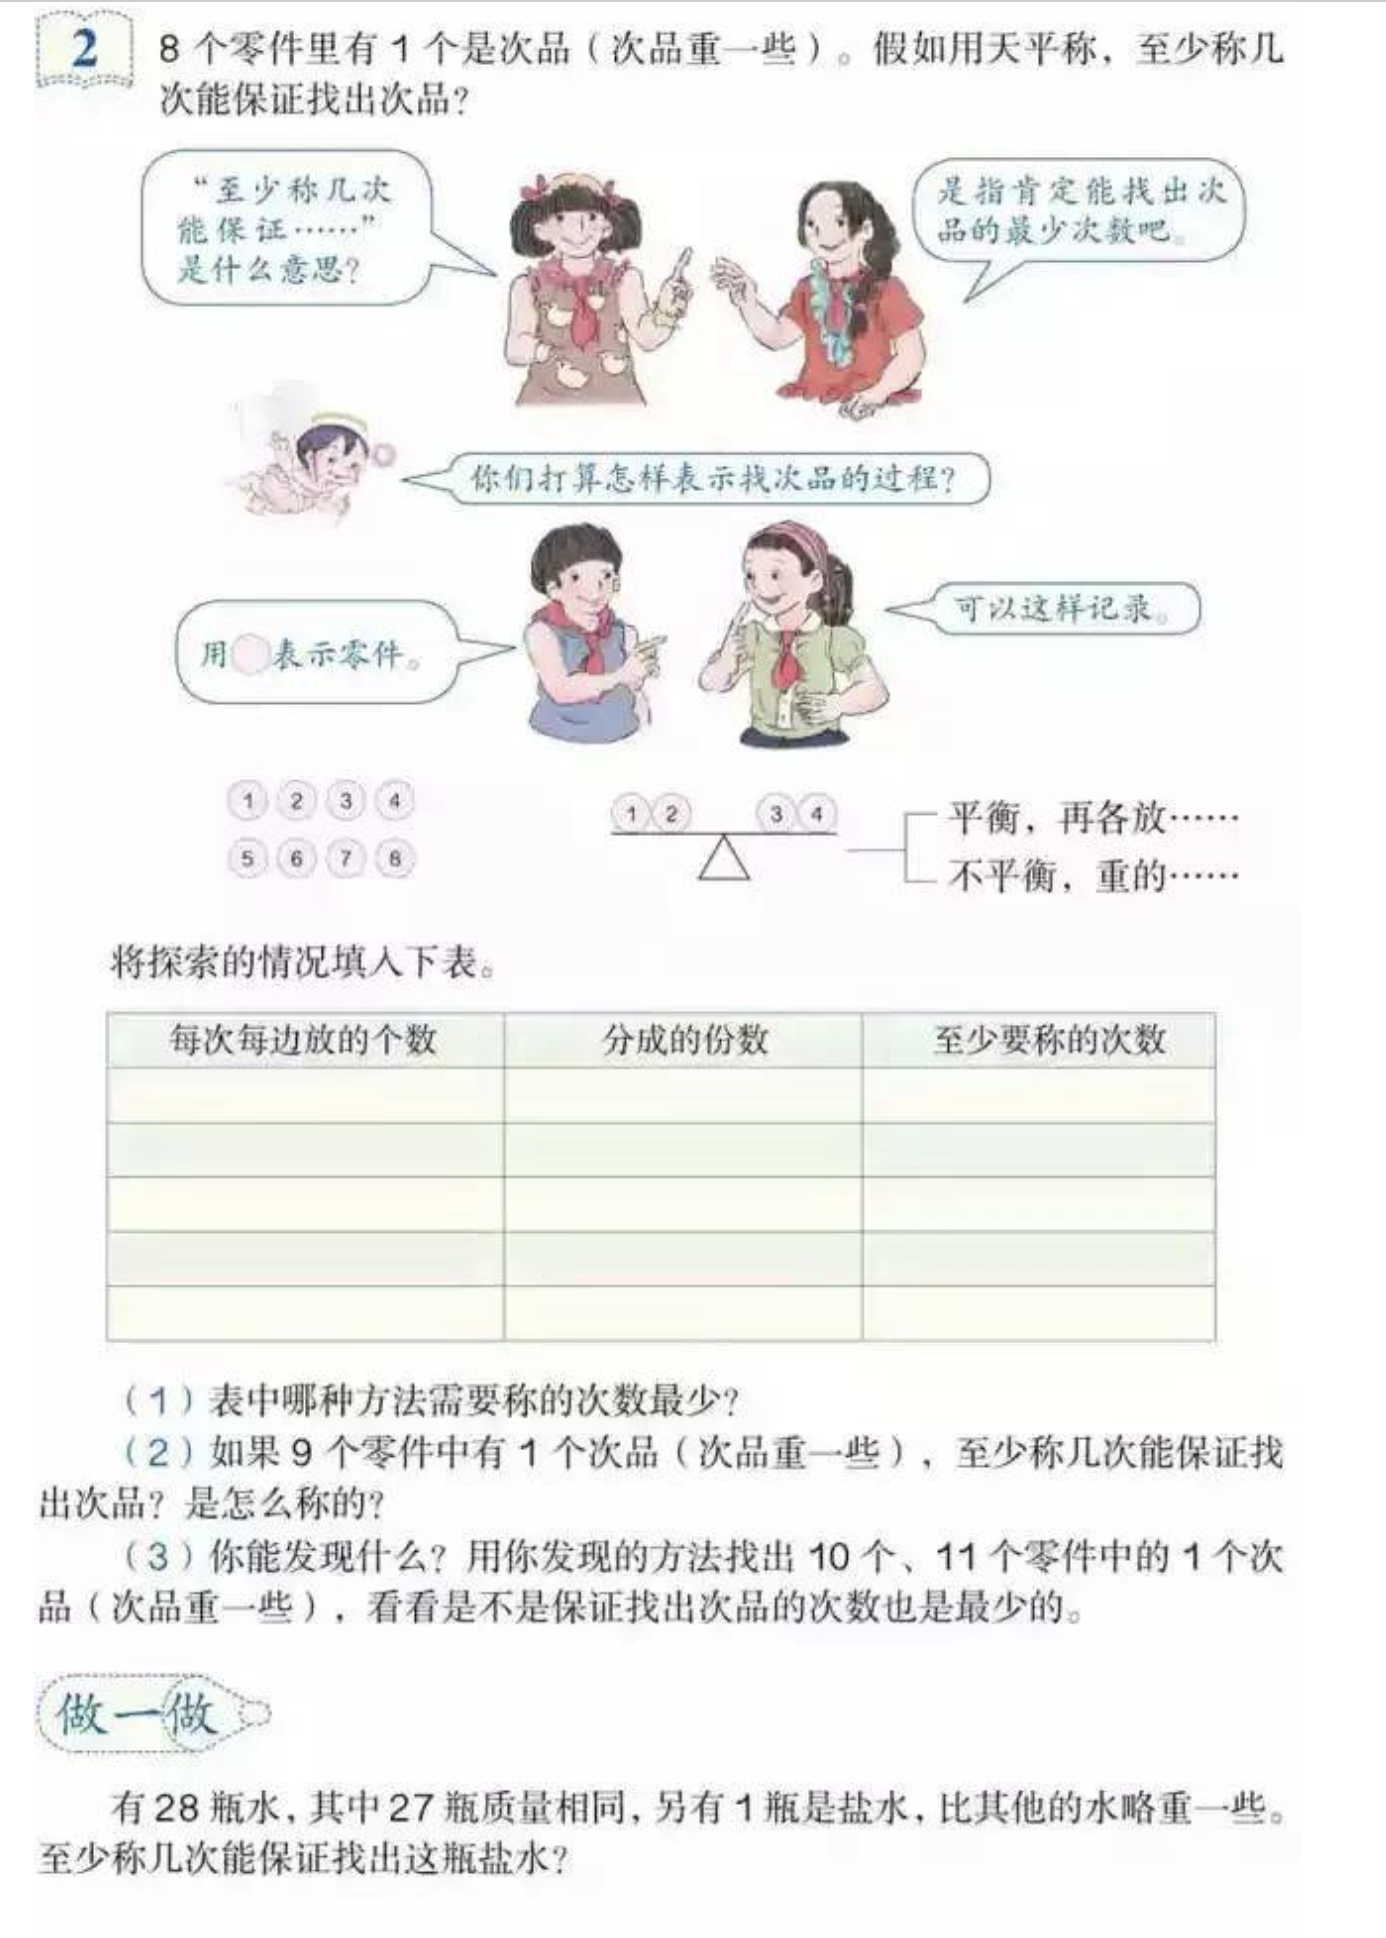 2
8 个零件里有 1 个是次品（次品重一些）。假如用天平称，至少称几
次能保证找出次品？
“至少称几次
能保证……”
是什么意思？
是指肯定能找出次
品的最少次数吧。
你们打算怎样表示找次品的过程？
用○表示零件。
可以这样记录。
1 2 3 4
5 6 7 8
1 2 3 4
平衡，再各放……
不平衡，重的……
将探索的情况填入下表。
每次每边放的个数 分成的份数 至少要称的次数
（1）表中哪种方法需要称的次数最少？
（2）如果 9 个零件中有 1 个次品（次品重一些），至少称几次能保证找
出次品？是怎么称的？
（3）你能发现什么？用你发现的方法找出 10 个、11 个零件中的 1 个次
品（次品重一些），看看是不是保证找出次品的次数也是最少的。
做一做
有 28 瓶水，其中 27 瓶质量相同，另有 1 瓶是盐水，比其他的水略重一些。
至少称几次能保证找出这瓶盐水？